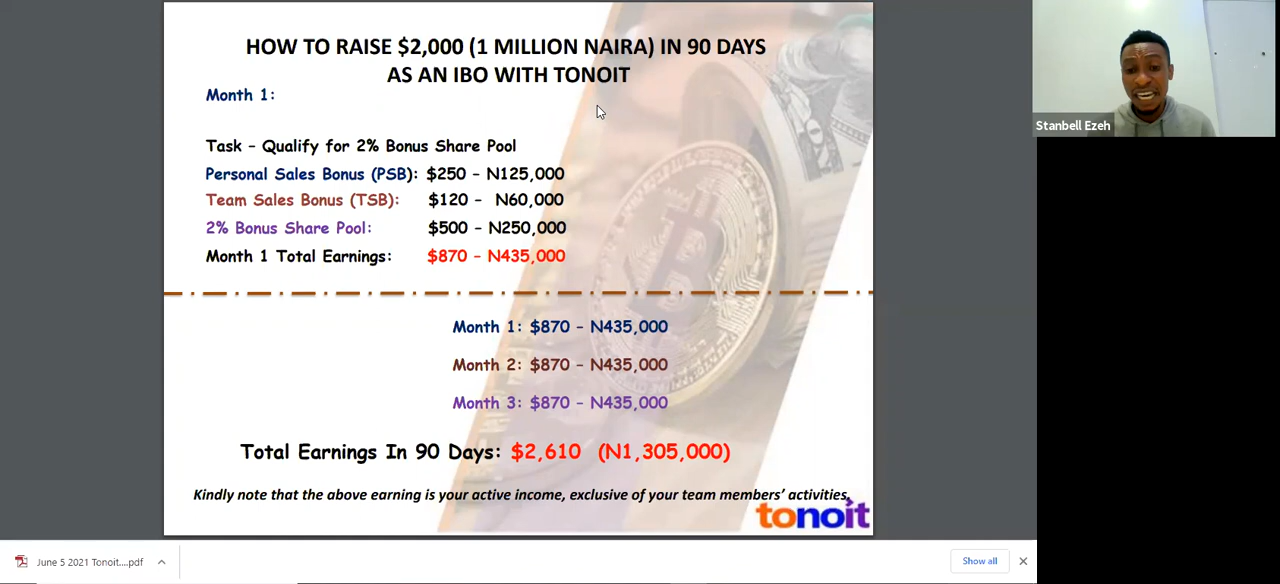 HOW TO RAISE $2,000 (1 MILLION NAIRA) IN 90 DAYS
AS AN IBO WITH TONOIT
Month 1:
Task – Qualify for 2% Bonus Share Pool
Personal Sales Bonus (PSB): $250 – N125,000
Team Sales Bonus (TSB): $120 – N60,000
2% Bonus Share Pool: $500 – N250,000
Month 1 Total Earnings: $870 – N435,000
Month 1: $870 – N435,000
Month 2: $870 – N435,000
Month 3: $870 – N435,000
Total Earnings In 90 Days: $2,610 (N1,305,000)
Kindly note that the above earning is your active income, exclusive of your team members' activities.
tonoit
Stanbell Ezeh
June 5 2021 Tonoit....pdf
Show all